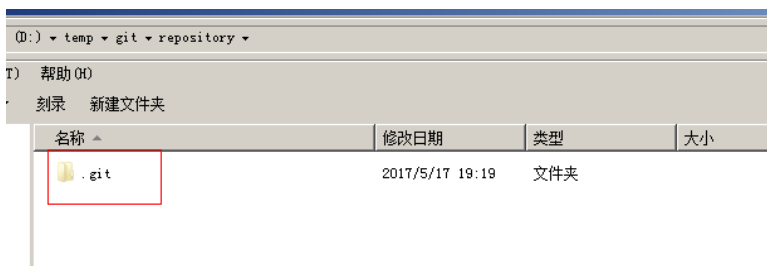 (D:) ▾ temp ▾ git ▾ repository ▾
T) 帮助(H)
刻录 新建文件夹
名称 修改日期 类型 大小
.git 2017/5/17 19:19 文件夹